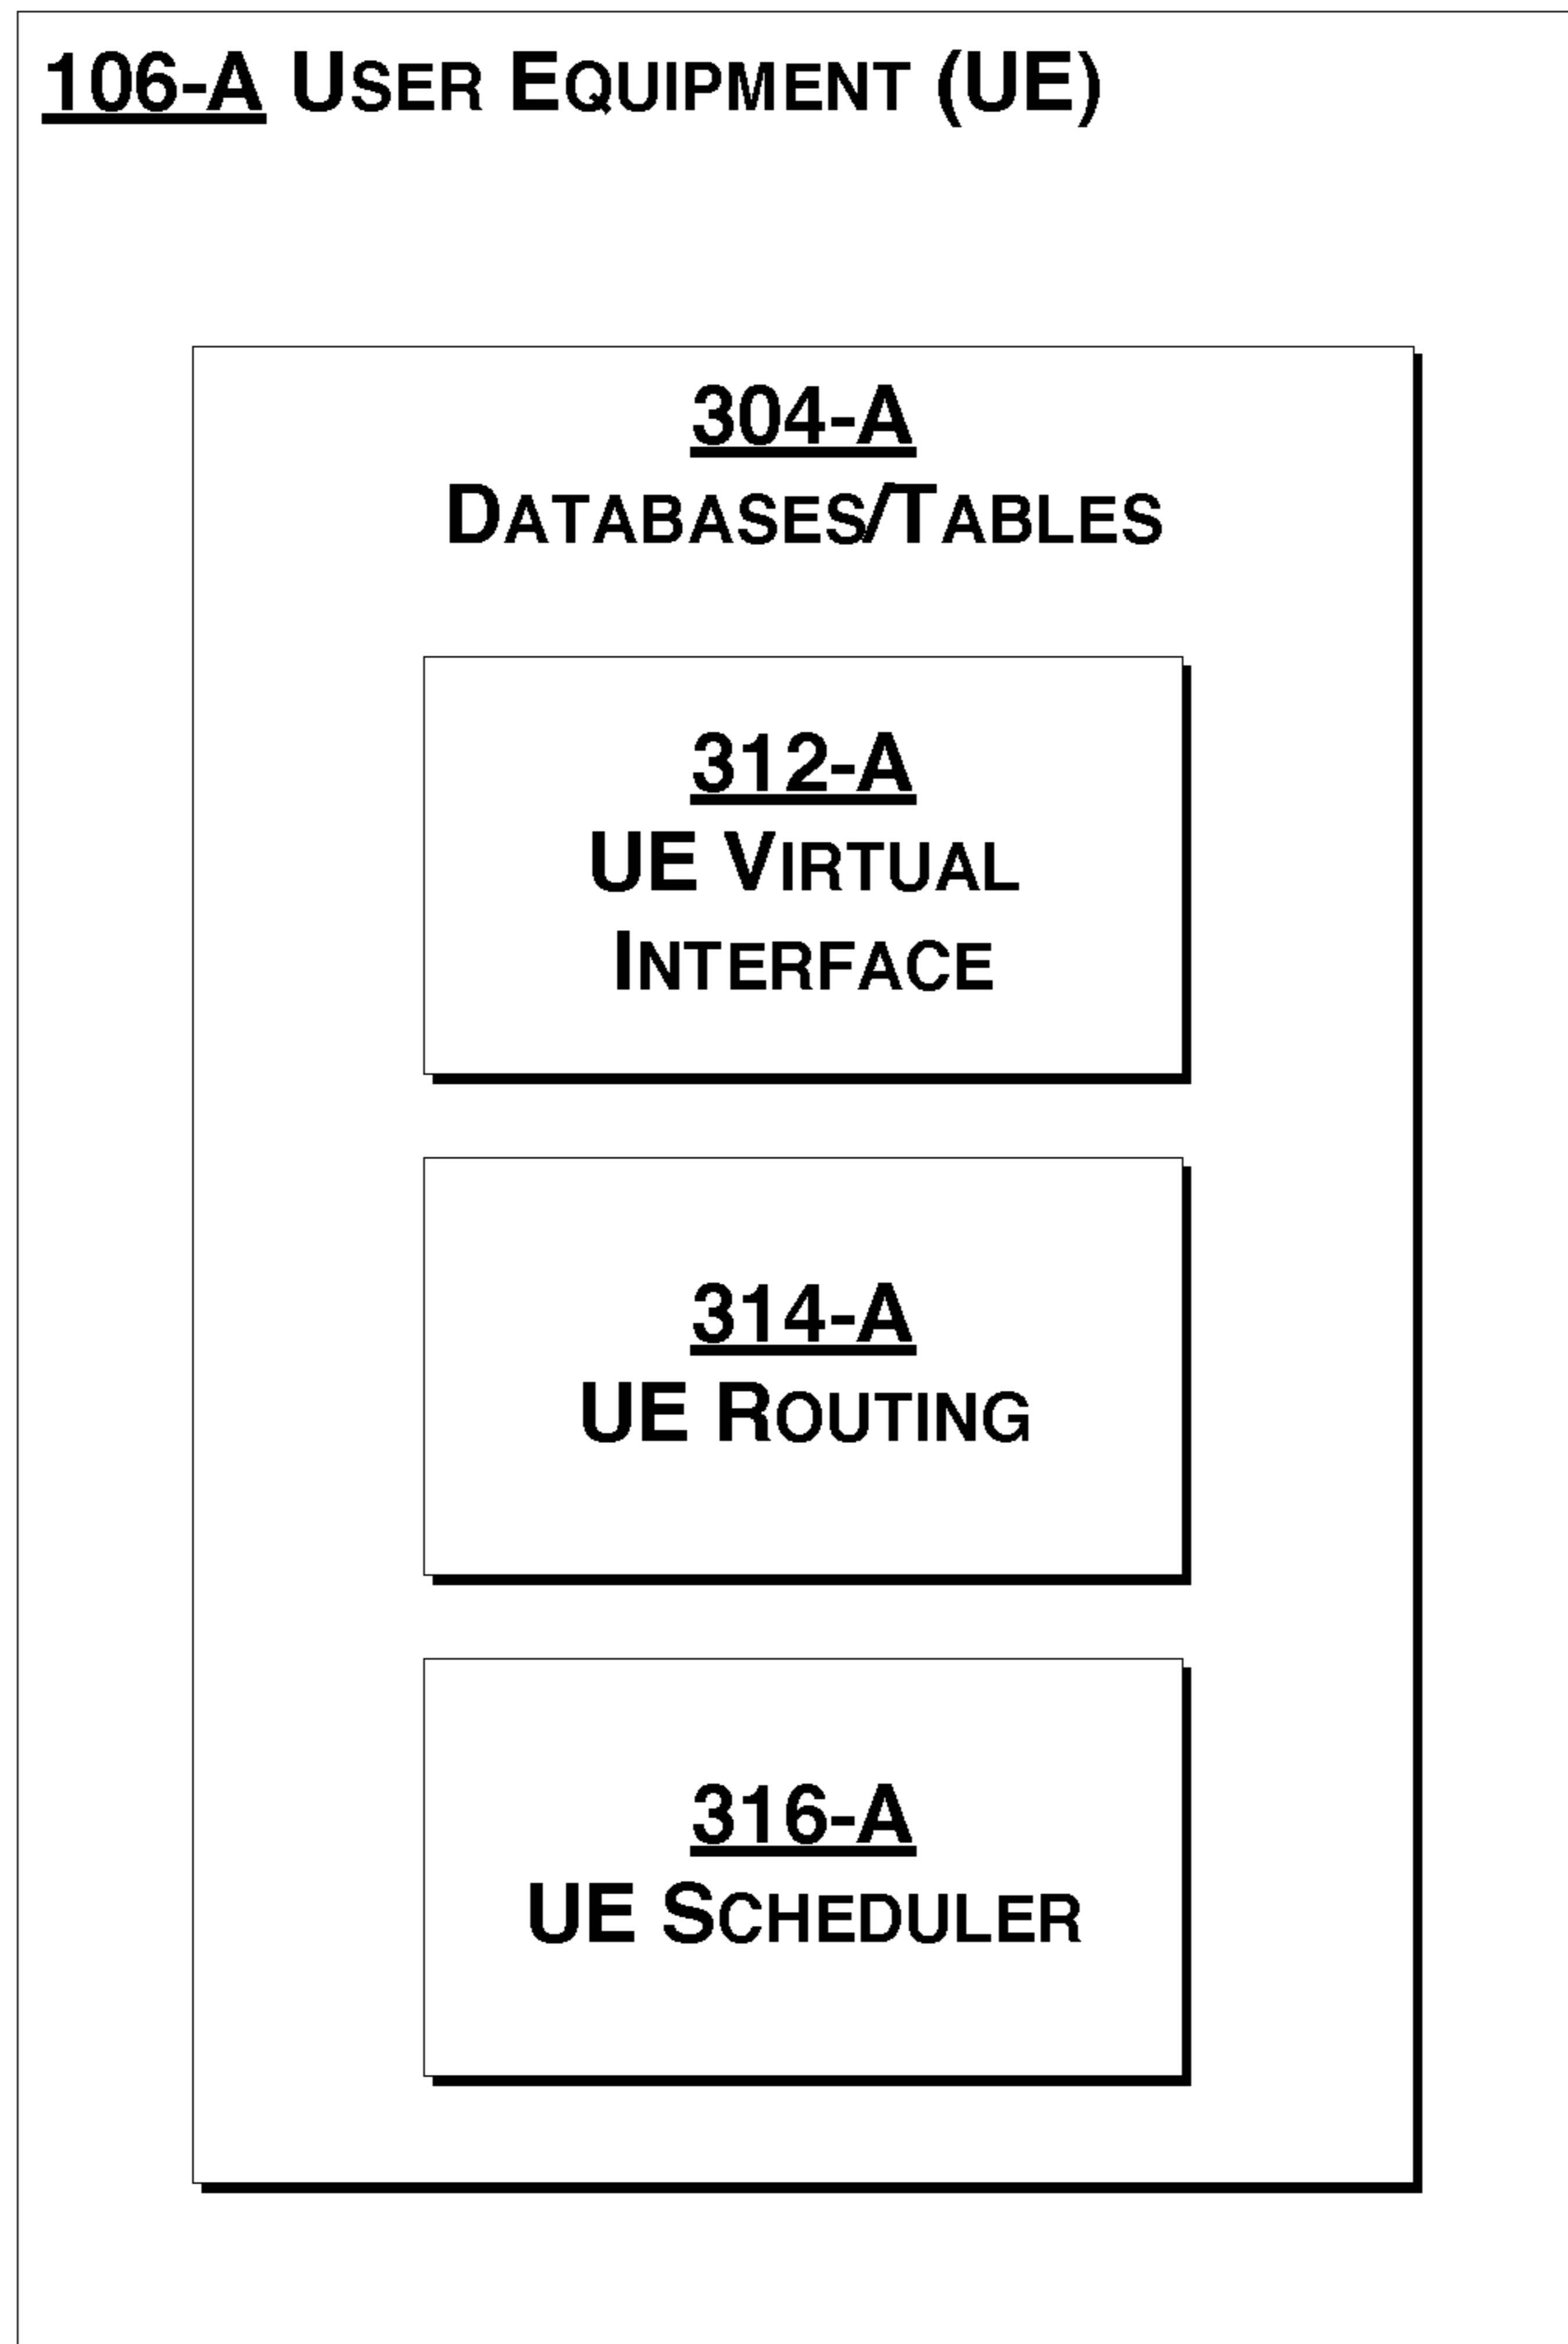 106-A USER EQUIPMENT (UE)
304-A
DATABASES/TABLES
312-A
UE VIRTUAL
INTERFACE
314-A
UE ROUTING
316-A
UE SCHEDULER